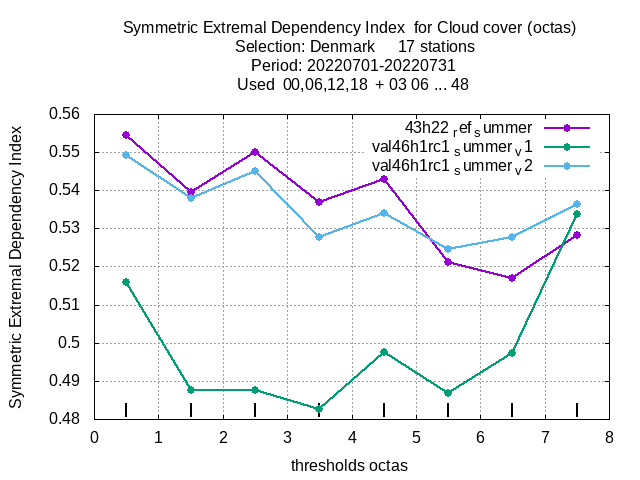 Symmetric Extremal Dependency Index  for Cloud cover (octas)
Selection: Denmark     17 stations
Period: 20220701-20220731
Used  00,06,12,18  + 03 06 ... 48
Symmetric Extremal Dependency Index
0.56
0.55
0.54
0.53
0.52
0.51
0.5
0.49
0.48
43h22 ref summer
val46h1rc1 summer v1
val46h1rc1 summer v2
0 1 2 3 4 5 6 7 8
thresholds octas